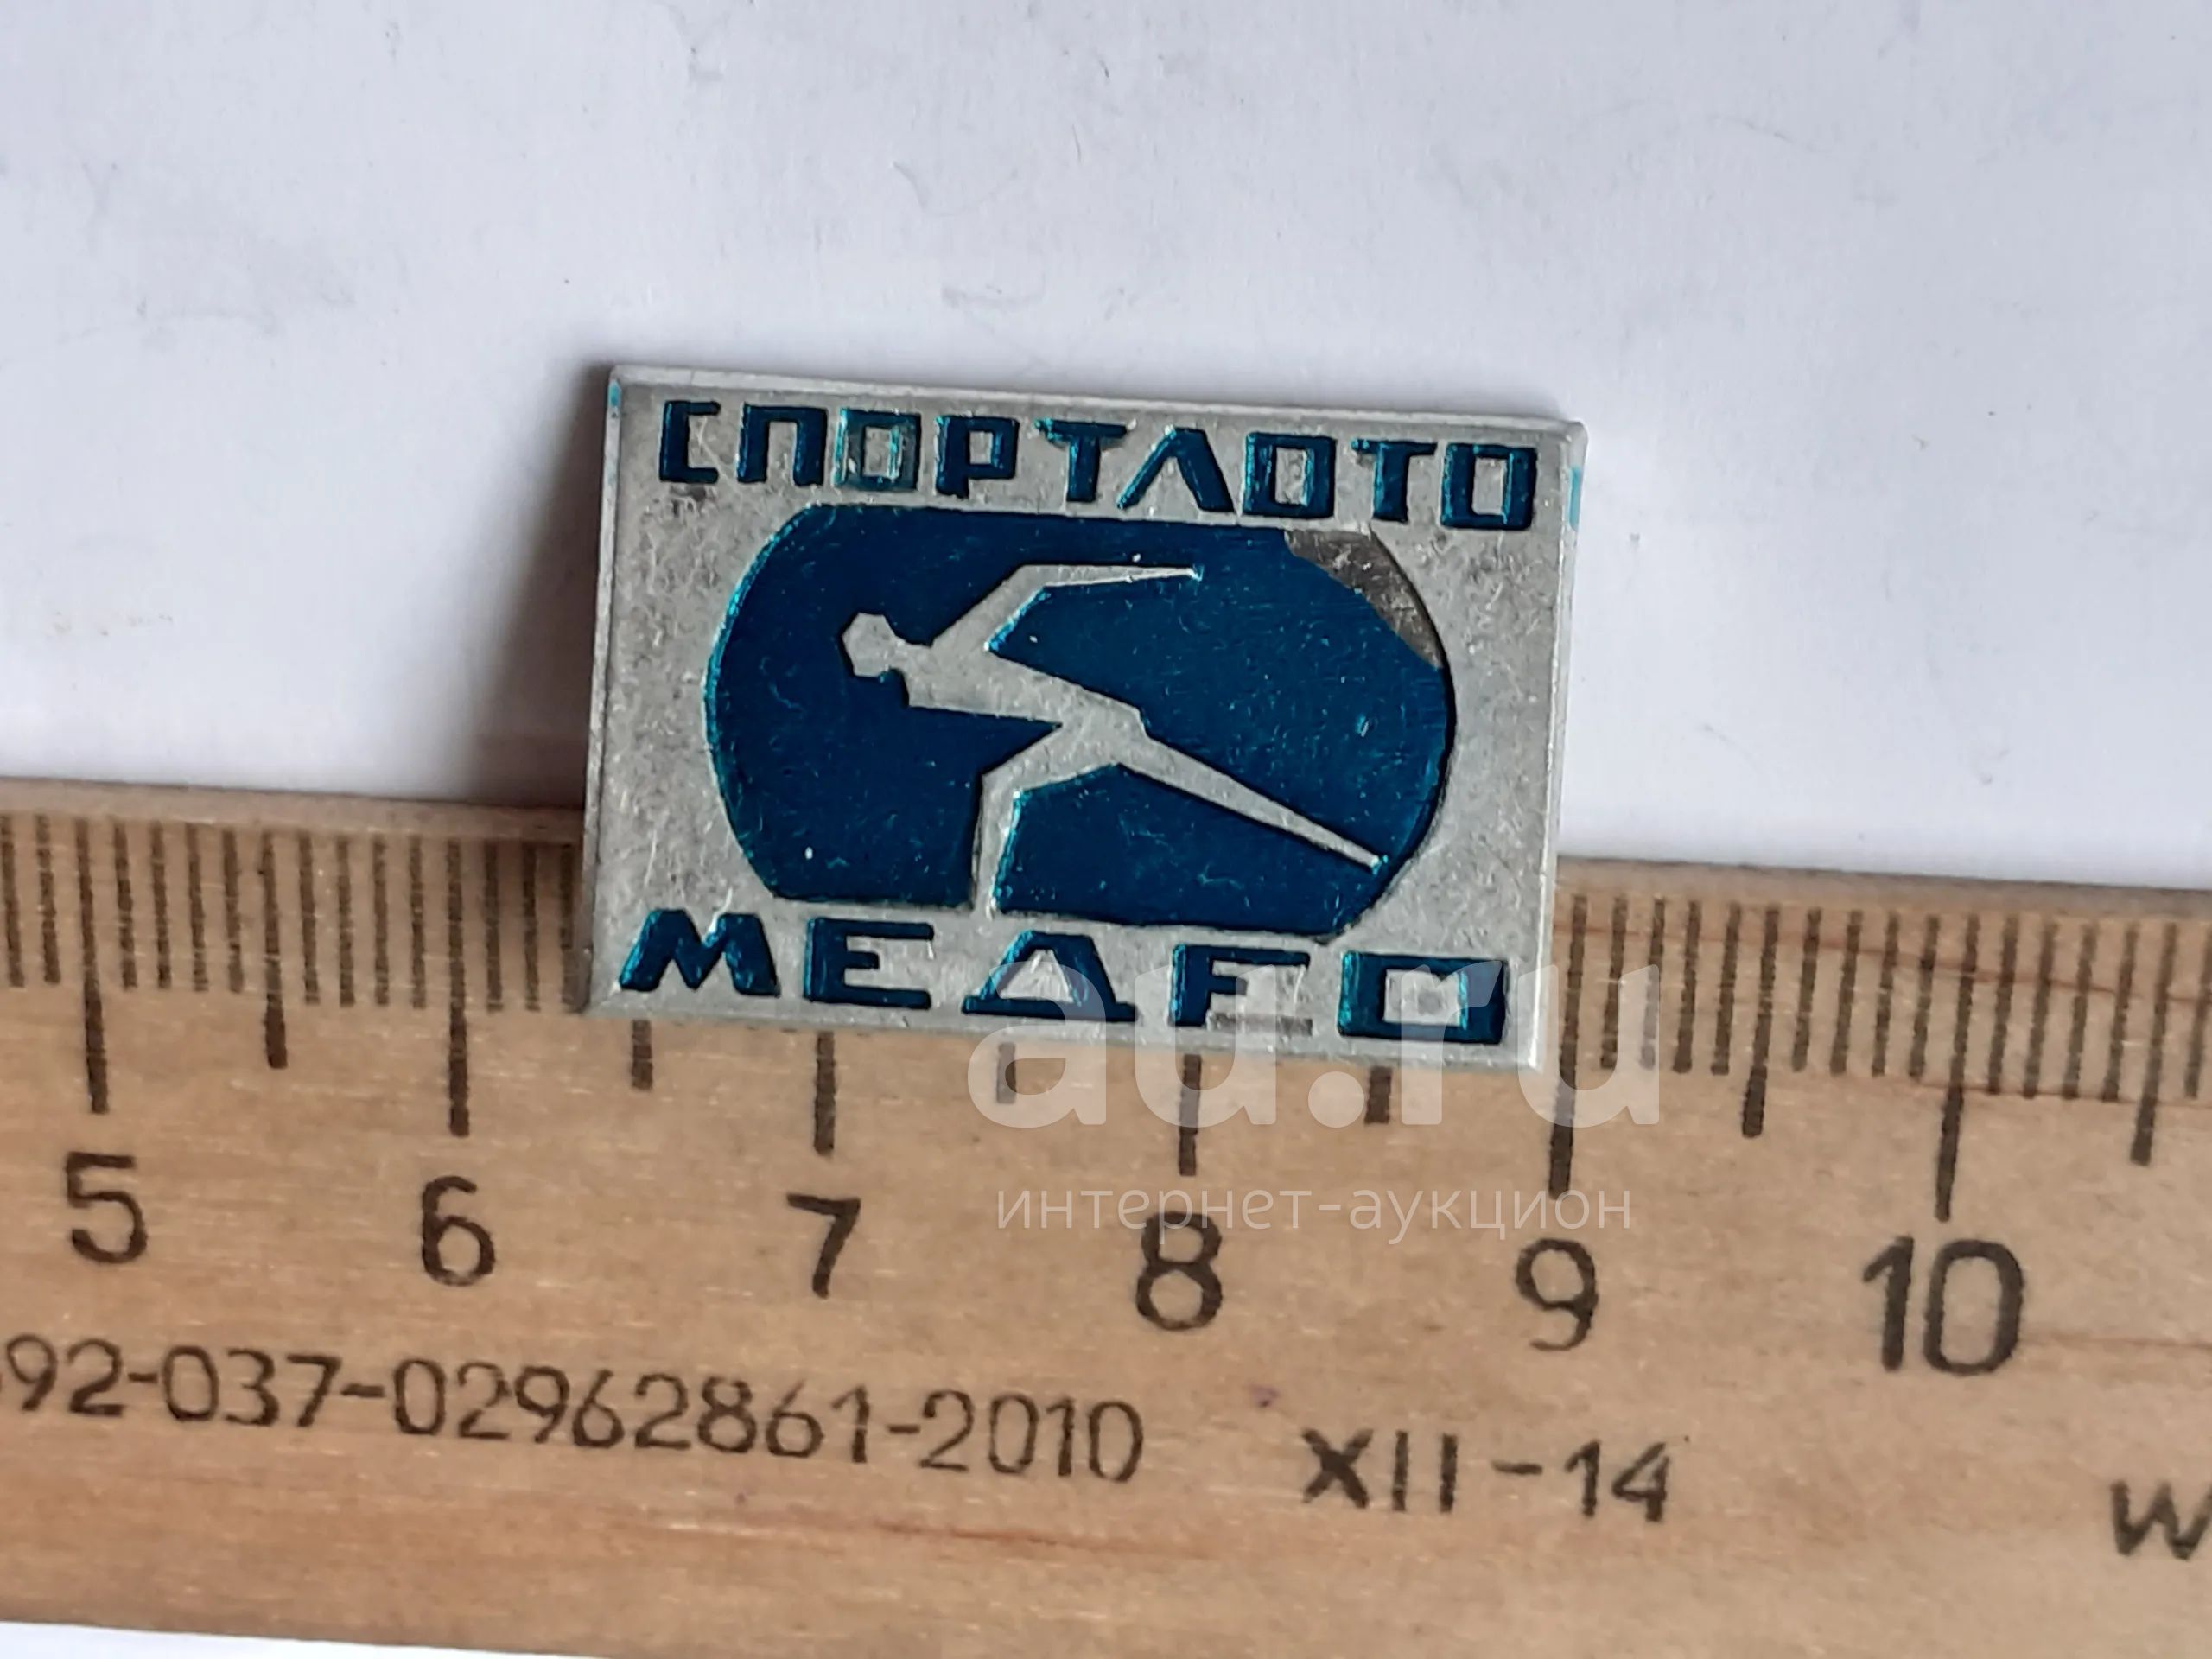 СПОРТЛОТО
МЕДЕО
au.ru
интернет-аукцион
5 6 7 8 9 10
92-037-02962861-2010 XII-14